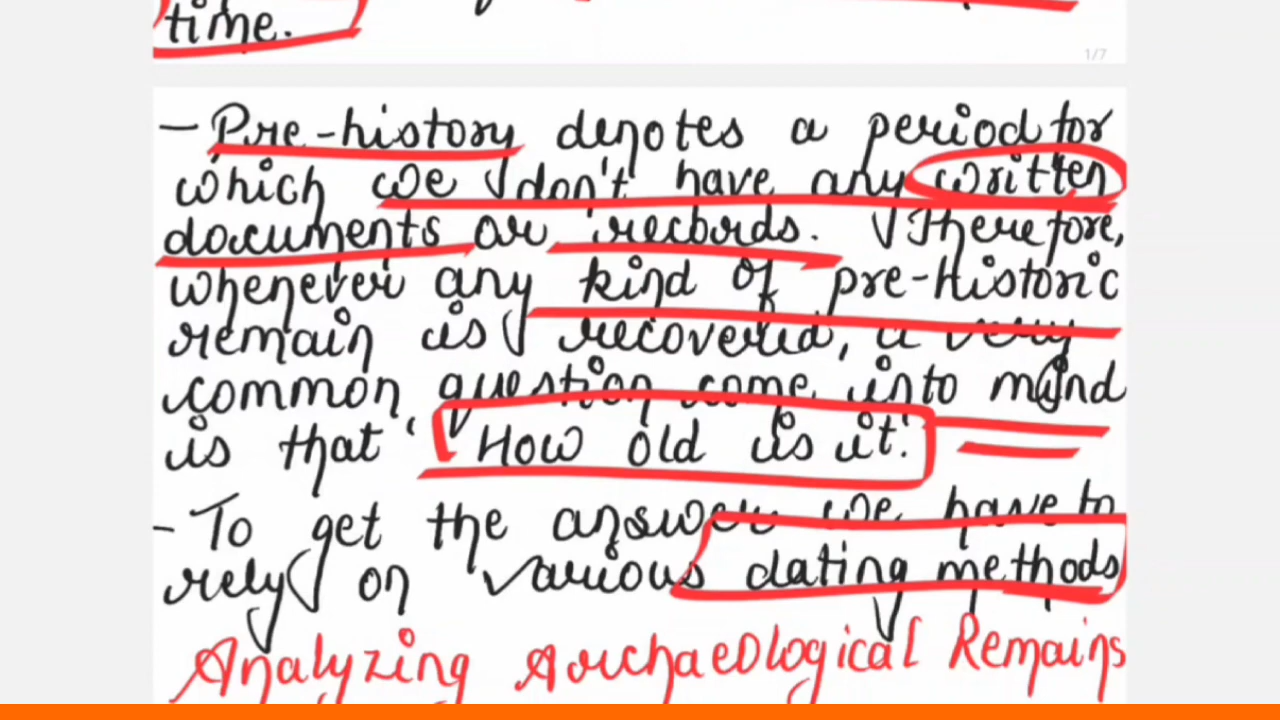 time.
1/7
- Pre-history denotes a period for
which we don't have any written
documents or records. Therefore,
whenever any kind of pre-Historic
remain is recovered, a very
common question come into mind
is that 'How old is it.'
- To get the answer we have to
rely on various dating methods
Analyzing Archaeological Remains